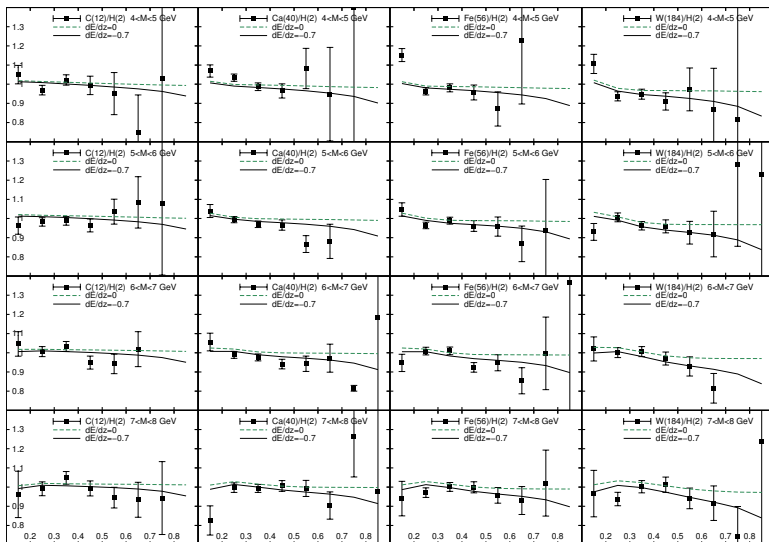 1.3 C(12)/H(2) 4<M<5 GeV Ca(40)/H(2) 4<M<5 GeV Fe(56)/H(2) 4<M<5 GeV W(184)/H(2) 4<M<5 GeV
1.2 dE/dz=0 dE/dz=0 dE/dz=0 dE/dz=0
dE/dz=-0.7 dE/dz=-0.7 dE/dz=-0.7 dE/dz=-0.7
1.1
1.0
0.9
1.3 C(12)/H(2) 5<M<6 GeV Ca(40)/H(2) 5<M<6 GeV Fe(56)/H(2) 5<M<6 GeV W(184)/H(2) 5<M<6 GeV
1.2 dE/dz=0 dE/dz=0 dE/dz=0 dE/dz=0
dE/dz=-0.7 dE/dz=-0.7 dE/dz=-0.7 dE/dz=-0.7
1.1
1.0
0.9
1.3 C(12)/H(2) 6<M<7 GeV Ca(40)/H(2) 6<M<7 GeV Fe(56)/H(2) 6<M<7 GeV W(184)/H(2) 6<M<7 GeV
1.2 dE/dz=0 dE/dz=0 dE/dz=0 dE/dz=0
dE/dz=-0.7 dE/dz=-0.7 dE/dz=-0.7 dE/dz=-0.7
1.1
1.0
0.9
1.3 C(12)/H(2) 7<M<8 GeV Ca(40)/H(2) 7<M<8 GeV Fe(56)/H(2) 7<M<8 GeV W(184)/H(2) 7<M<8 GeV
1.2 dE/dz=0 dE/dz=0 dE/dz=0 dE/dz=0
dE/dz=-0.7 dE/dz=-0.7 dE/dz=-0.7 dE/dz=-0.7
1.1
1.0
0.9
0.2 0.3 0.4 0.5 0.6 0.7 0.8 0.2 0.3 0.4 0.5 0.6 0.7 0.8 0.2 0.3 0.4 0.5 0.6 0.7 0.8 0.2 0.3 0.4 0.5 0.6 0.7 0.8